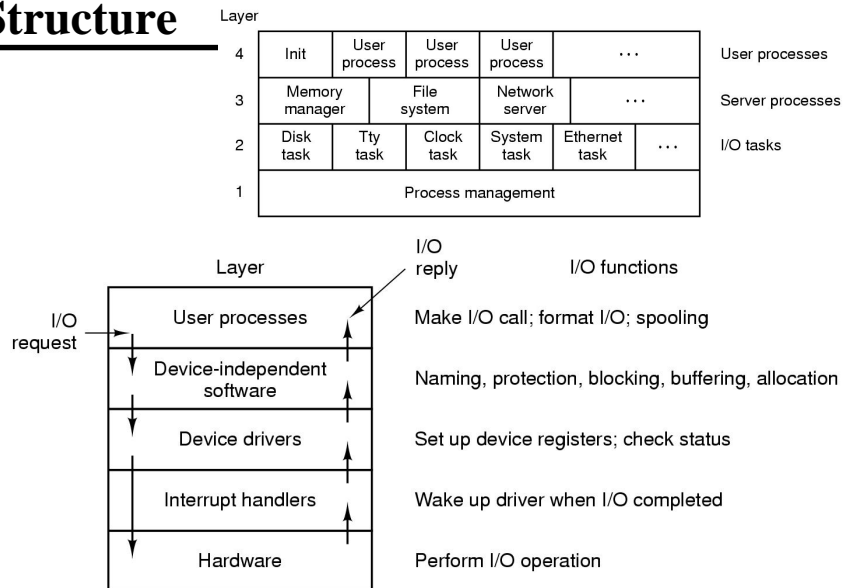 Structure
Layer
4 Init User process User process User process ... User processes
3 Memory manager File system Network server ... Server processes
2 Disk task Tty task Clock task System task Ethernet task ... I/O tasks
1 Process management
Layer
I/O reply
I/O functions
I/O request
User processes
Make I/O call; format I/O; spooling
Device-independent software
Naming, protection, blocking, buffering, allocation
Device drivers
Set up device registers; check status
Interrupt handlers
Wake up driver when I/O completed
Hardware
Perform I/O operation